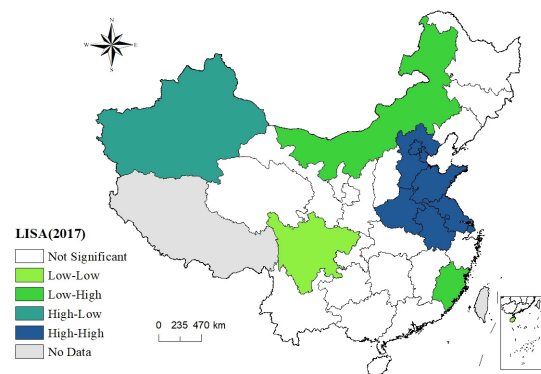 N
W E
S
LISA(2017)
Not Significant
Low-Low
Low-High
High-Low
High-High
No Data
0 235 470 km